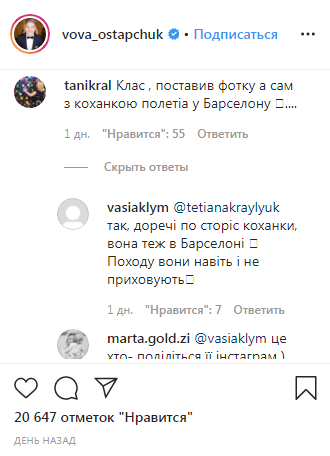 vova_ostapchuk • Подписаться
tanikral Клас , поставив фотку а сам
з коханкою полетіа у Барселону ....
1 дн. "Нравится": 55 Ответить
Скрыть ответы
vasiaklym @tetianakraylyuk
так, доречі по сторіс коханки,
вона теж в Барселоні
Походу вони навіть і не
приховують
1 дн. "Нравится": 7 Ответить
marta.gold.zi @vasiaklym це
хто- поділіться її інстаграм )
20 647 отметок "Нравится"
ДЕНЬ НАЗАД